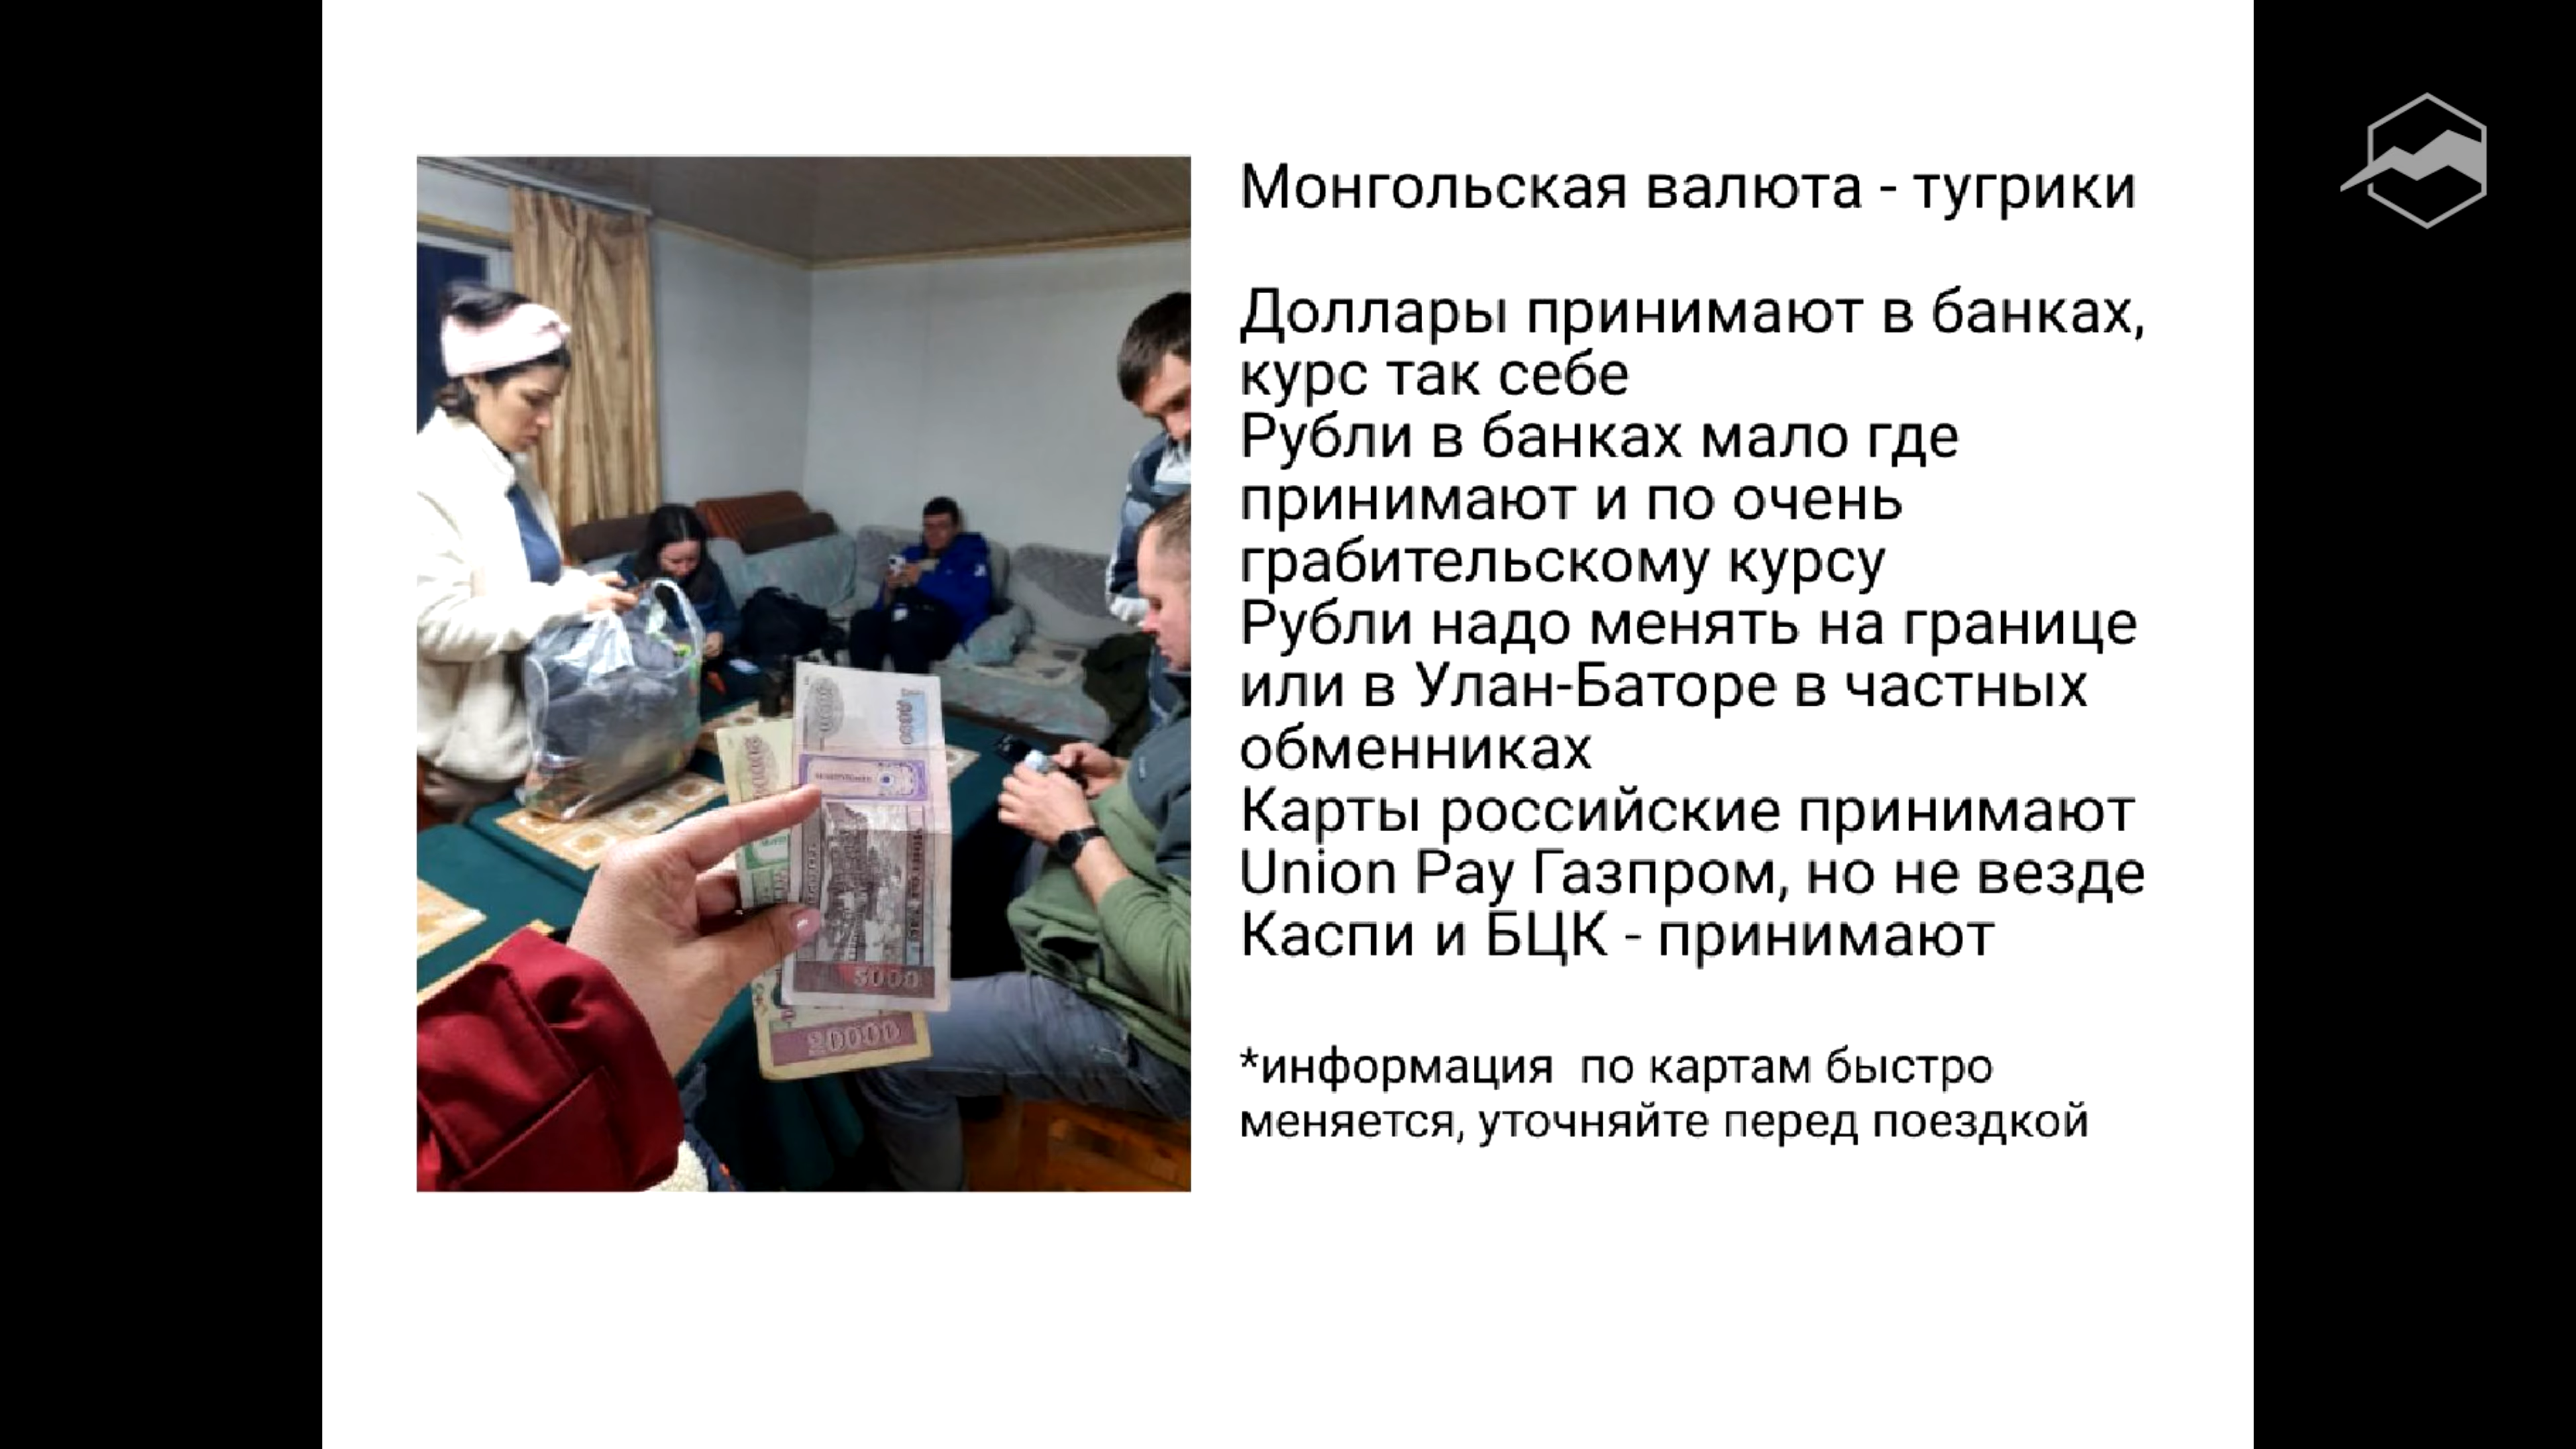 Монгольская валюта - тугрики
Доллары принимают в банках,
курс так себе
Рубли в банках мало где
принимают и по очень
грабительскому курсу
Рубли надо менять на границе
или в Улан-Баторе в частных
обменниках
Карты российские принимают
Union Pay Газпром, но не везде
Каспи и БЦК - принимают
*информация по картам быстро
меняется, уточняйте перед поездкой
5000
20000